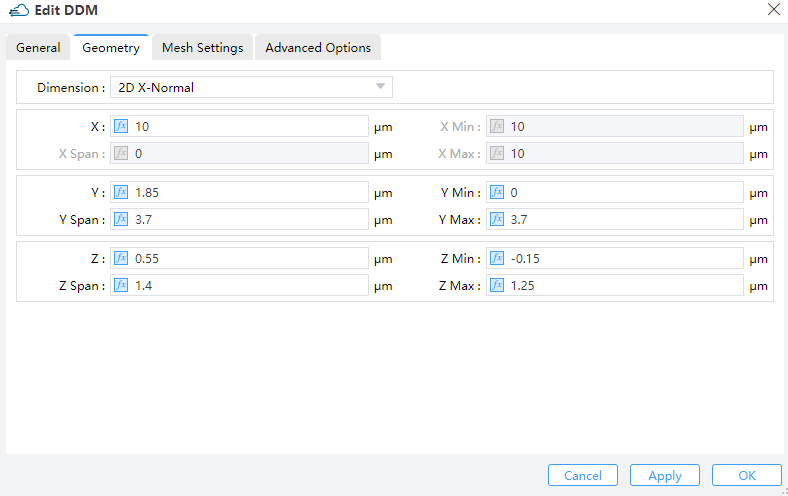 Edit DDM
General Geometry Mesh Settings Advanced Options
Dimension : 2D X-Normal
X : fx 10 μm X Min : fx 10 μm
X Span : fx 0 μm X Max : fx 10 μm
Y : fx 1.85 μm Y Min : fx 0 μm
Y Span : fx 3.7 μm Y Max : fx 3.7 μm
Z : fx 0.55 μm Z Min : fx -0.15 μm
Z Span : fx 1.4 μm Z Max : fx 1.25 μm
Cancel Apply OK